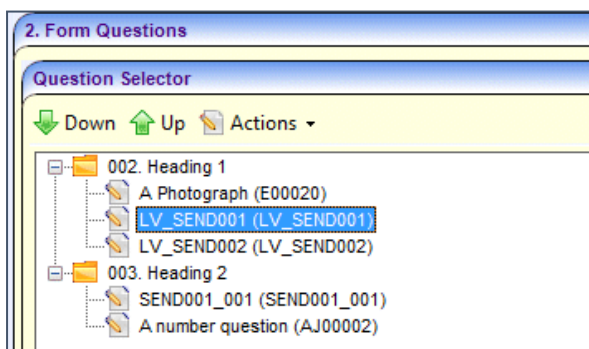 2. Form Questions
Question Selector
Down Up Actions
002. Heading 1
A Photograph (E00020)
LV_SEND001 (LV_SEND001)
LV_SEND002 (LV_SEND002)
003. Heading 2
SEND001_001 (SEND001_001)
A number question (AJ00002)